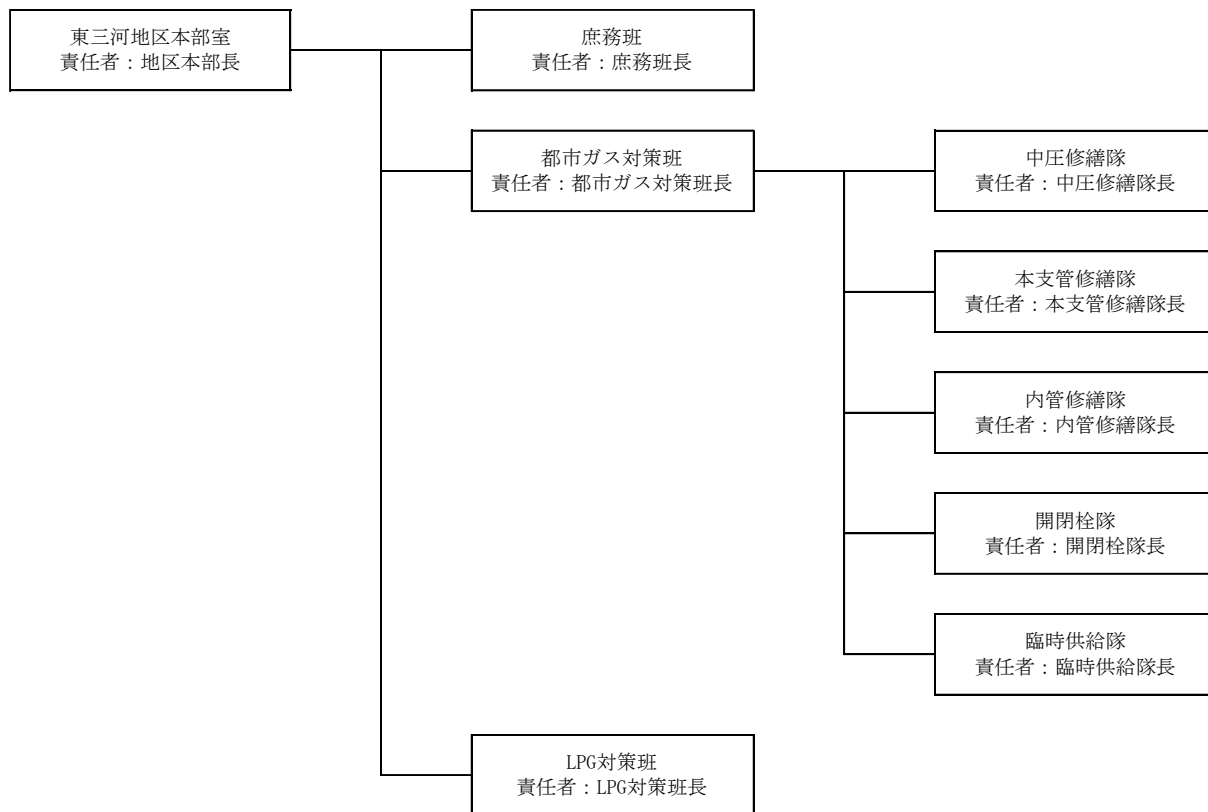 東三河地区本部室
責任者：地区本部長
庶務班
責任者：庶務班長
都市ガス対策班
責任者：都市ガス対策班長
中圧修繕隊
責任者：中圧修繕隊長
本支管修繕隊
責任者：本支管修繕隊長
内管修繕隊
責任者：内管修繕隊長
開閉栓隊
責任者：開閉栓隊長
臨時供給隊
責任者：臨時供給隊長
LPG対策班
責任者：LPG対策班長